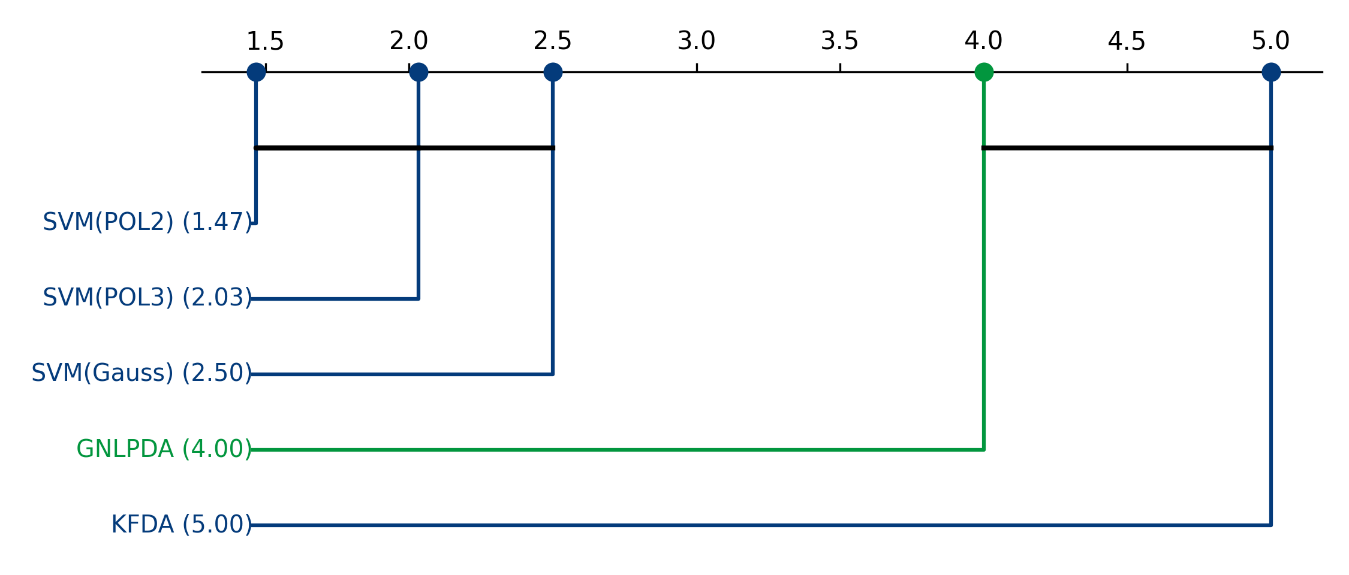 1.5 2.0 2.5 3.0 3.5 4.0 4.5 5.0
SVM(POL2) (1.47)
SVM(POL3) (2.03)
SVM(Gauss) (2.50)
GNLPDA (4.00)
KFDA (5.00)